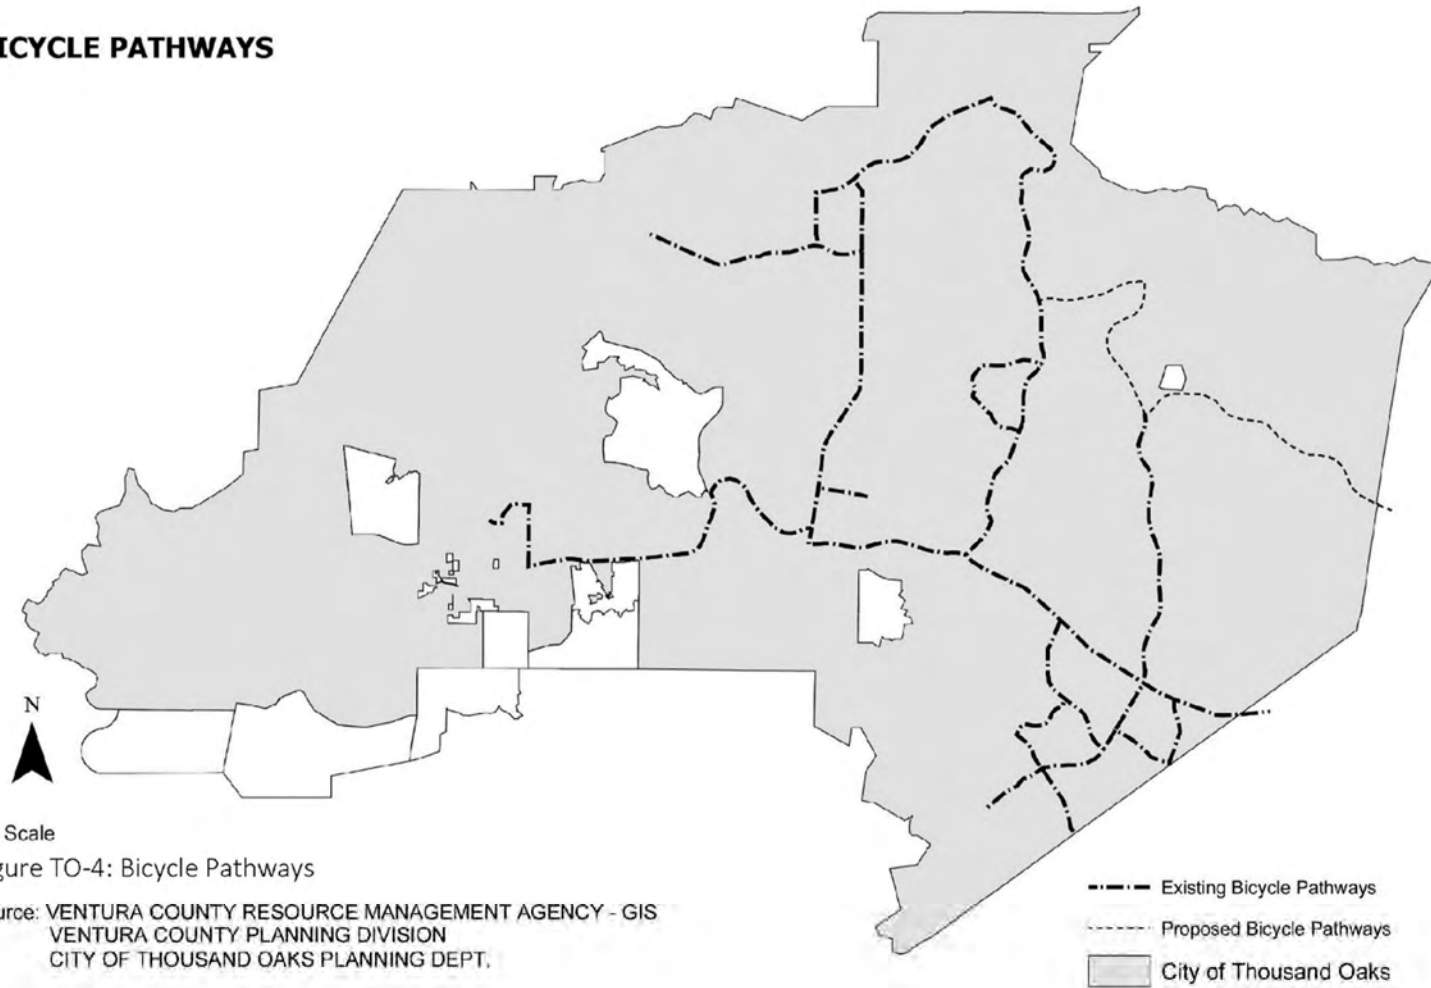 ICYCLE PATHWAYS
N
Scale
gure TO-4: Bicycle Pathways
urce: VENTURA COUNTY RESOURCE MANAGEMENT AGENCY - GIS
VENTURA COUNTY PLANNING DIVISION
CITY OF THOUSAND OAKS PLANNING DEPT.
Existing Bicycle Pathways
Proposed Bicycle Pathways
City of Thousand Oaks